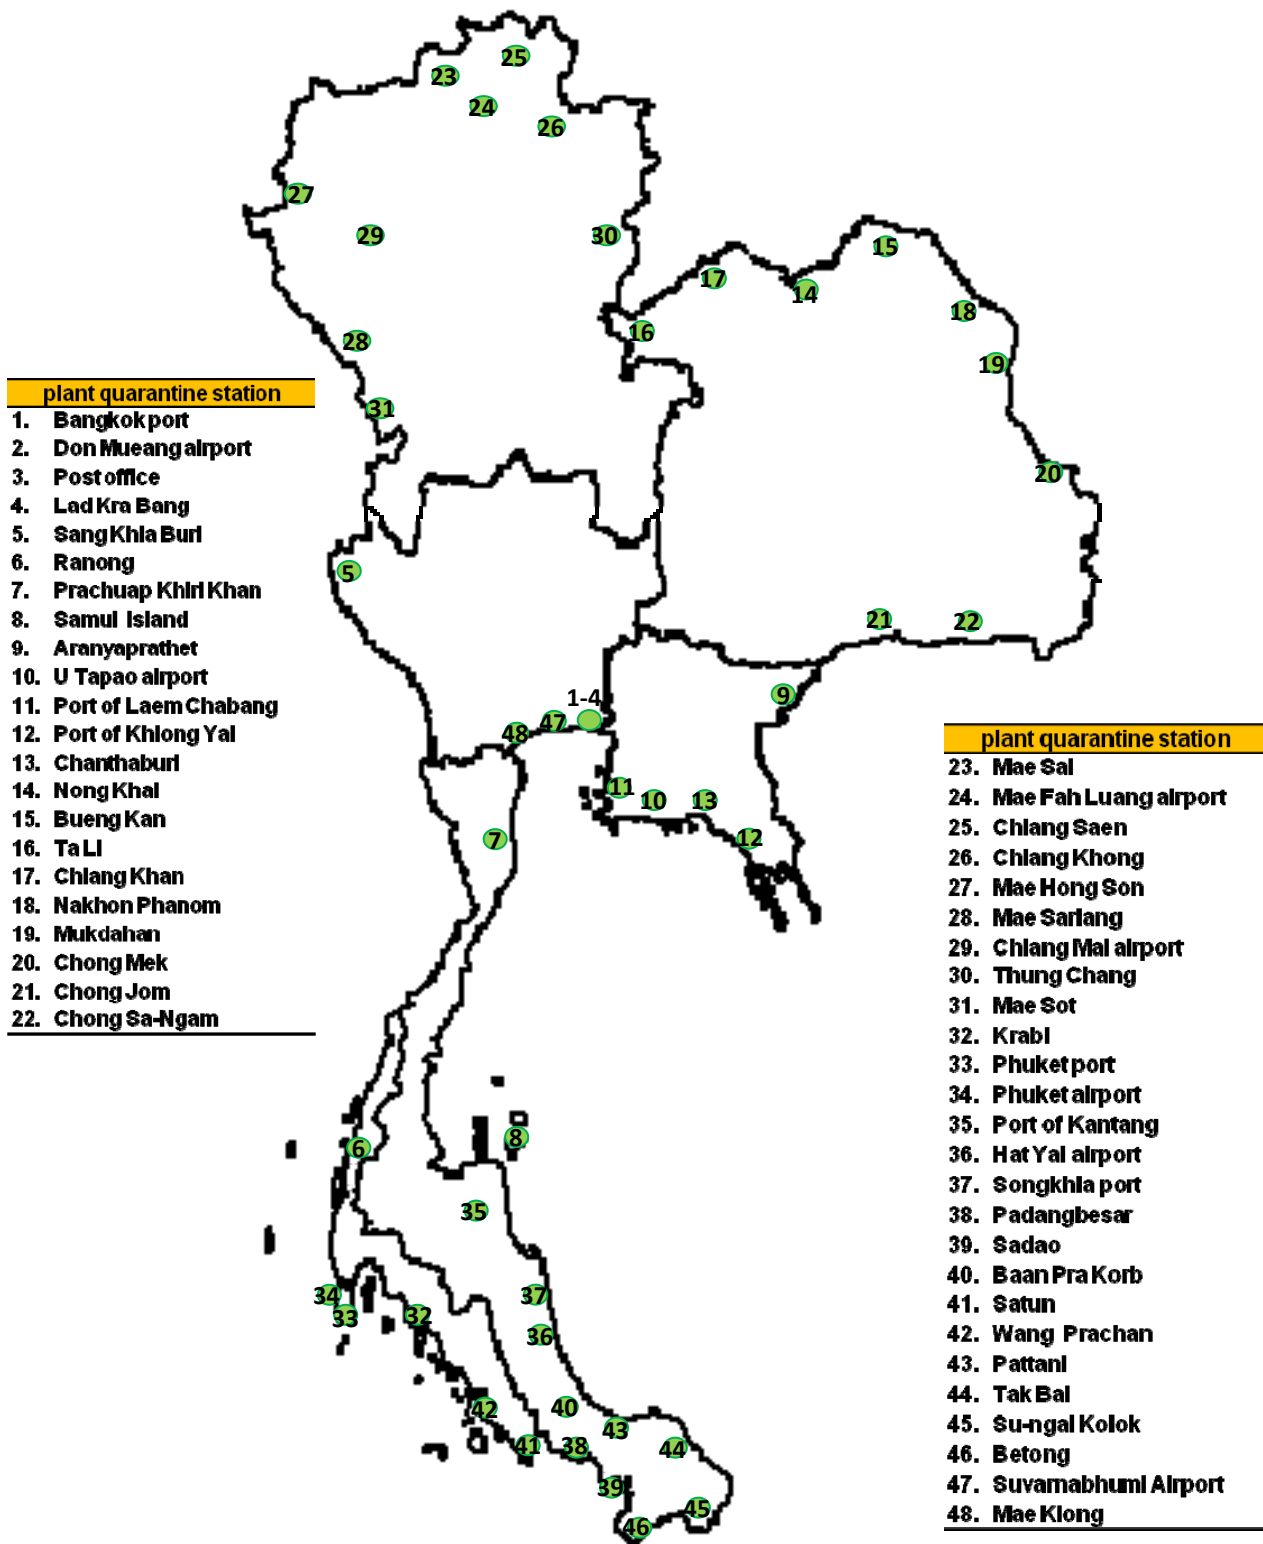 25
23
24
26
27
29
30
15
17
14
18
16
28
19
31
20
5
21
22
9
1-4
47
48
11
10
13
12
7
6
8
35
34
33
32
37
36
42
40
43
41
38
44
39
45
46
plant quarantine station
1. Bangkok port
2. Don Mueang airport
3. Post office
4. Lad Kra Bang
5. Sang Khla Buri
6. Ranong
7. Prachuap Khiri Khan
8. Samui Island
9. Aranyaprathet
10. U Tapao airport
11. Port of Laem Chabang
12. Port of Khlong Yai
13. Chanthaburi
14. Nong Khai
15. Bueng Kan
16. Ta Li
17. Chiang Khan
18. Nakhon Phanom
19. Mukdahan
20. Chong Mek
21. Chong Jom
22. Chong Sa-Ngam
plant quarantine station
23. Mae Sai
24. Mae Fah Luang airport
25. Chiang Saen
26. Chiang Khong
27. Mae Hong Son
28. Mae Sariang
29. Chiang Mai airport
30. Thung Chang
31. Mae Sot
32. Krabi
33. Phuket port
34. Phuket airport
35. Port of Kantang
36. Hat Yai airport
37. Songkhla port
38. Padangbesar
39. Sadao
40. Baan Pra Korb
41. Satun
42. Wang Prachan
43. Pattani
44. Tak Bai
45. Su-ngai Kolok
46. Betong
47. Suvarnabhumi Airport
48. Mae Klong